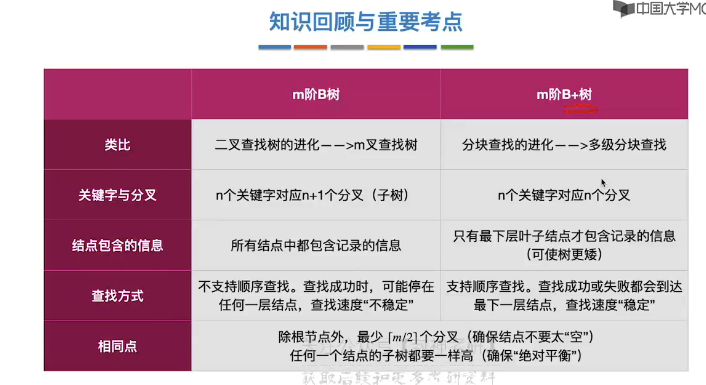 中国大学MO
知识回顾与重要考点
m阶B树
m阶B+树
类比
二叉查找树的进化——>m叉查找树
分块查找的进化——>多级分块查找
关键字与分叉
n个关键字对应n+1个分叉（子树）
n个关键字对应n个分叉
结点包含的信息
所有结点中都包含记录的信息
只有最下层叶子结点才包含记录的信息
（可使树更矮）
查找方式
不支持顺序查找。查找成功时，可能停在
任何一层结点，查找速度“不稳定”
支持顺序查找。查找成功或失败都会到达
最下一层结点，查找速度“稳定”
相同点
除根节点外，最少⌈m/2⌉个分叉（确保结点不要太“空”）
任何一个结点的子树都要一样高（确保“绝对平衡”）
获取后续和更多考研资料